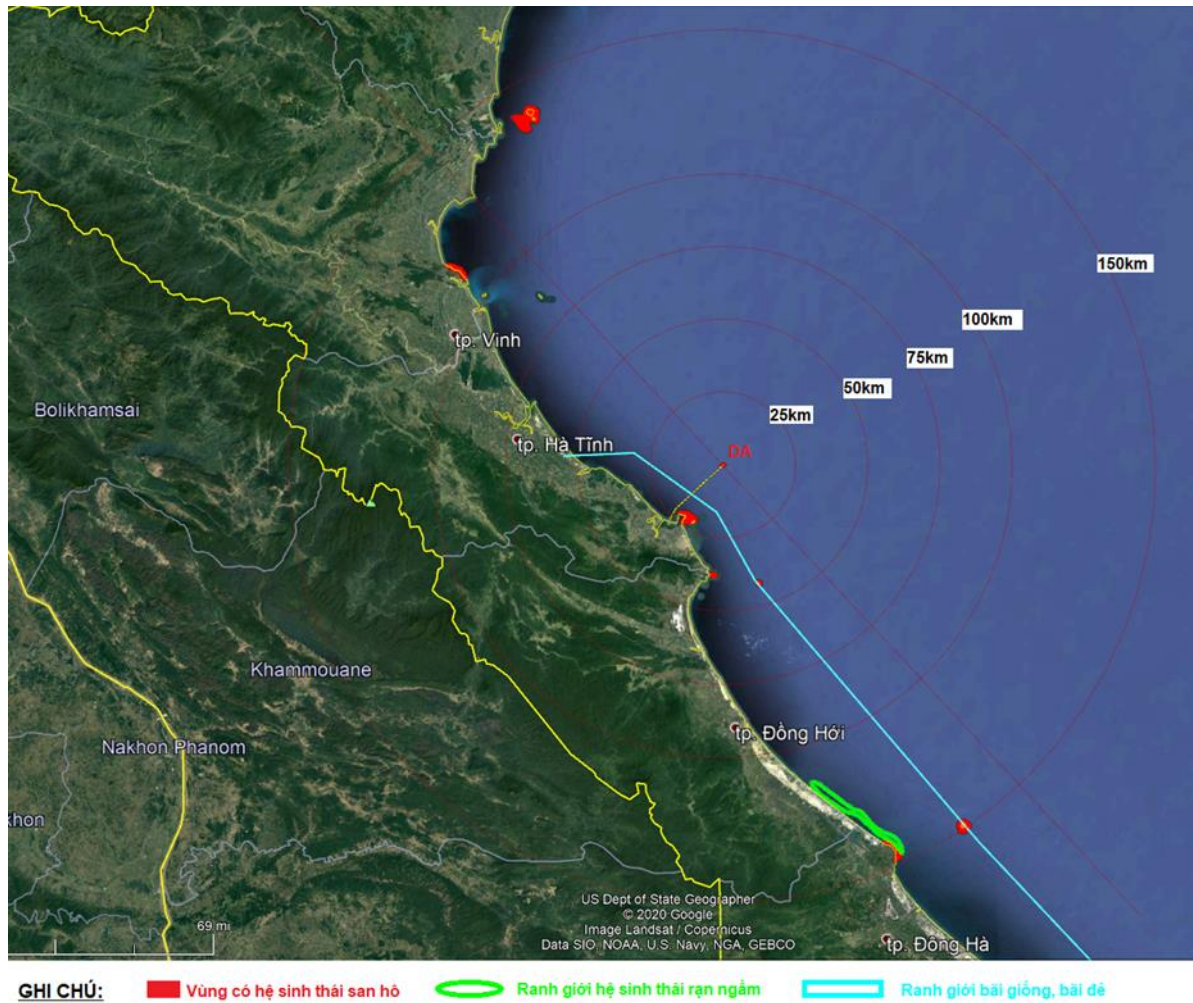 150km
100km
75km
50km
25km
tp. Vinh
Bolikhamsai
tp. Hà Tĩnh
DA
Khammouane
Nakhon Phanom
tp. Đồng Hới
khon
69 mi
US Dept of State Geographer
© 2020 Google
Image Landsat / Copernicus
Data SIO, NOAA, U.S. Navy, NGA, GEBCO
tp. Đông Hà
GHI CHÚ: Vùng có hệ sinh thái san hô Ranh giới hệ sinh thái rạn ngầm Ranh giới bãi giống, bãi đẻ